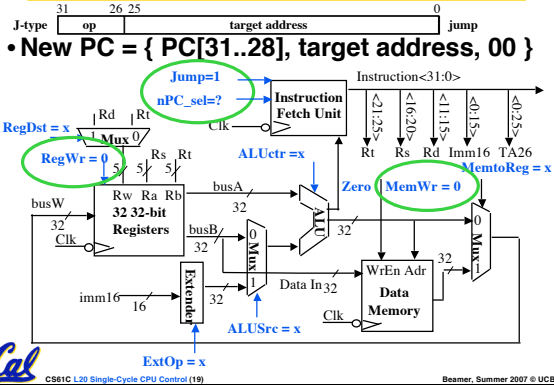 31 26 25 0
J-type op target address jump
• New PC = { PC[31..28], target address, 00 }
Jump=1
nPC_sel=?
Instruction Fetch Unit
Clk
Instruction<31:0>
<21:25>
<16:20>
<11:15>
<0:15>
<0:25>
Rt Rs Rd Imm16 TA26
Rd Rt
RegDst = x
1 Mux 0
RegWr = 0
5 5 5
Rs Rt
ALUctr =x
MemtoReg = x
Zero
MemWr = 0
Rw Ra Rb
32 32-bit
Registers
busW
32
Clk
busA
32
busB
32
ALU
32
0
Mux
1
0
Mux
1
imm16
16
Extender
32
Data In 32
WrEn Adr
Data
Memory
32
Clk
ALUSrc = x
ExtOp = x
Cal
CS61C L20 Single-Cycle CPU Control (19)
Beamer, Summer 2007 © UCB